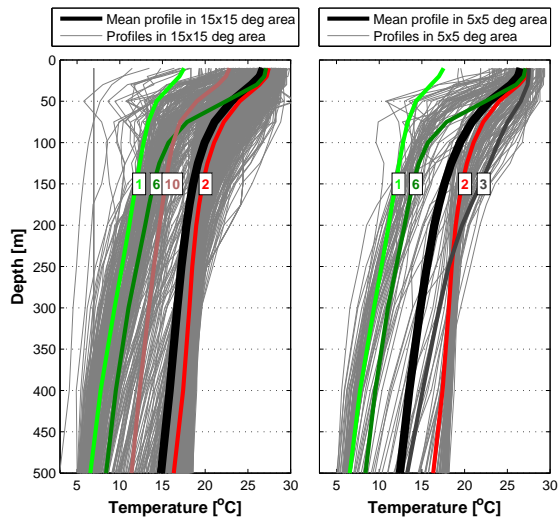 Mean profile in 15x15 deg area
Profiles in 15x15 deg area
Mean profile in 5x5 deg area
Profiles in 5x5 deg area
0
50
100
150
200
250
300
350
400
450
500
Depth [m]
1 6 10 2
5 10 15 20 25 30
Temperature [°C]
1 6 2 3
5 10 15 20 25 30
Temperature [°C]